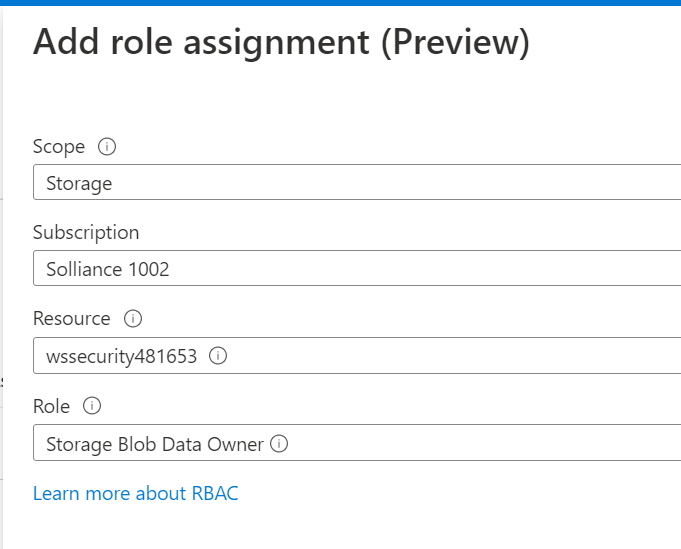 Add role assignment (Preview)
Scope
Storage
Subscription
Solliance 1002
Resource
wssecurity481653
Role
Storage Blob Data Owner
Learn more about RBAC